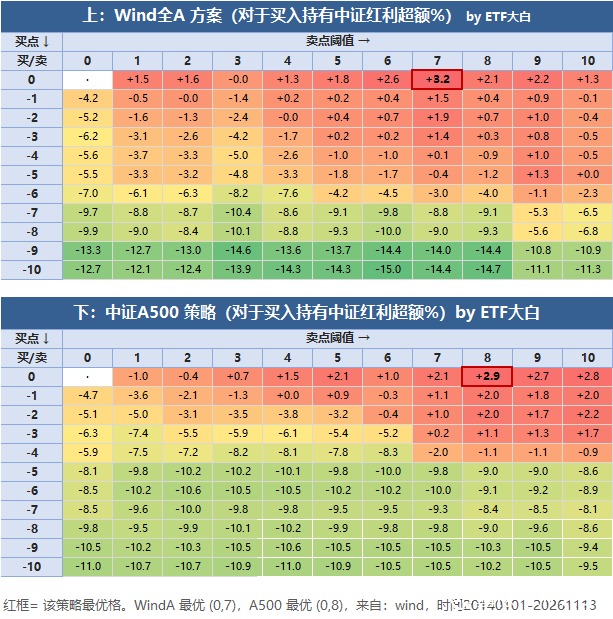 上：Wind全A 方案（对于买入持有中证红利超额%） by ETF大白
买点 ↓ 卖点阈值 →
买/卖 0 1 2 3 4 5 6 7 8 9 10
0 · +1.5 +1.6 -0.0 +1.3 +1.8 +2.6 +3.2 +2.1 +2.2 +1.3
-1 -4.2 -0.5 -0.0 -1.4 +0.2 +0.2 +0.4 +1.5 +0.4 +0.9 -0.1
-2 -5.2 -1.6 -1.3 -2.4 -0.0 +0.4 +0.7 +1.9 +0.7 +1.0 -0.4
-3 -6.2 -3.1 -2.6 -4.2 -1.7 +0.2 +0.2 +1.4 +0.3 +0.8 -0.5
-4 -5.6 -3.7 -3.3 -5.0 -2.6 -1.0 -1.0 +0.1 -0.9 +1.0 -0.5
-5 -5.5 -3.3 -3.2 -4.8 -3.3 -1.8 -1.7 -0.4 -1.2 +1.3 +0.0
-6 -7.0 -6.1 -6.3 -8.2 -7.6 -4.2 -4.5 -3.0 -4.0 -1.1 -2.3
-7 -9.7 -8.8 -8.7 -10.4 -8.6 -9.1 -9.8 -8.8 -9.1 -5.3 -6.5
-8 -9.9 -9.0 -8.4 -10.1 -8.8 -9.3 -10.0 -9.0 -9.3 -5.6 -6.8
-9 -13.3 -12.7 -13.0 -14.6 -13.6 -13.7 -14.4 -14.0 -14.4 -10.8 -10.9
-10 -12.7 -12.1 -12.4 -13.9 -14.3 -14.3 -15.0 -14.4 -14.7 -11.1 -11.3
下：中证A500 策略（对于买入持有中证红利超额%）by ETF大白
买点 ↓ 卖点阈值 →
买/卖 0 1 2 3 4 5 6 7 8 9 10
0 · -1.0 -0.4 +0.7 +1.5 +2.1 +1.0 +2.1 +2.9 +2.7 +2.8
-1 -4.7 -3.6 -2.1 -1.3 +0.0 +0.9 -0.3 +1.1 +2.0 +1.8 +2.0
-2 -5.1 -5.0 -3.1 -3.5 -3.8 -3.2 -0.4 +1.0 +2.0 +1.7 +2.2
-3 -6.3 -7.4 -5.5 -5.9 -6.1 -5.4 -5.2 +0.2 +1.1 +1.3 +1.7
-4 -5.9 -7.5 -7.2 -8.2 -8.1 -7.8 -8.3 -2.0 -1.1 -1.1 -0.9
-5 -8.1 -9.8 -10.2 -10.2 -10.1 -9.8 -10.0 -9.8 -9.0 -9.0 -8.6
-6 -8.5 -10.2 -10.6 -10.5 -10.5 -10.2 -10.2 -10.0 -9.1 -9.2 -8.9
-7 -8.5 -9.6 -10.0 -9.8 -9.8 -9.5 -9.5 -9.3 -8.4 -8.5 -8.1
-8 -9.8 -9.5 -9.9 -10.1 -10.2 -9.9 -9.8 -9.8 -9.0 -9.6 -8.6
-9 -10.5 -10.2 -10.3 -10.5 -10.6 -10.5 -10.5 -10.5 -10.3 -10.5 -9.4
-10 -11.0 -10.7 -10.7 -10.9 -11.0 -10.9 -10.5 -10.5 -10.5 -10.2 -9.5
红框= 该策略最优格。WindA 最优 (0,7)，A500 最优 (0,8)，来自：wind，时间20140101-20261113